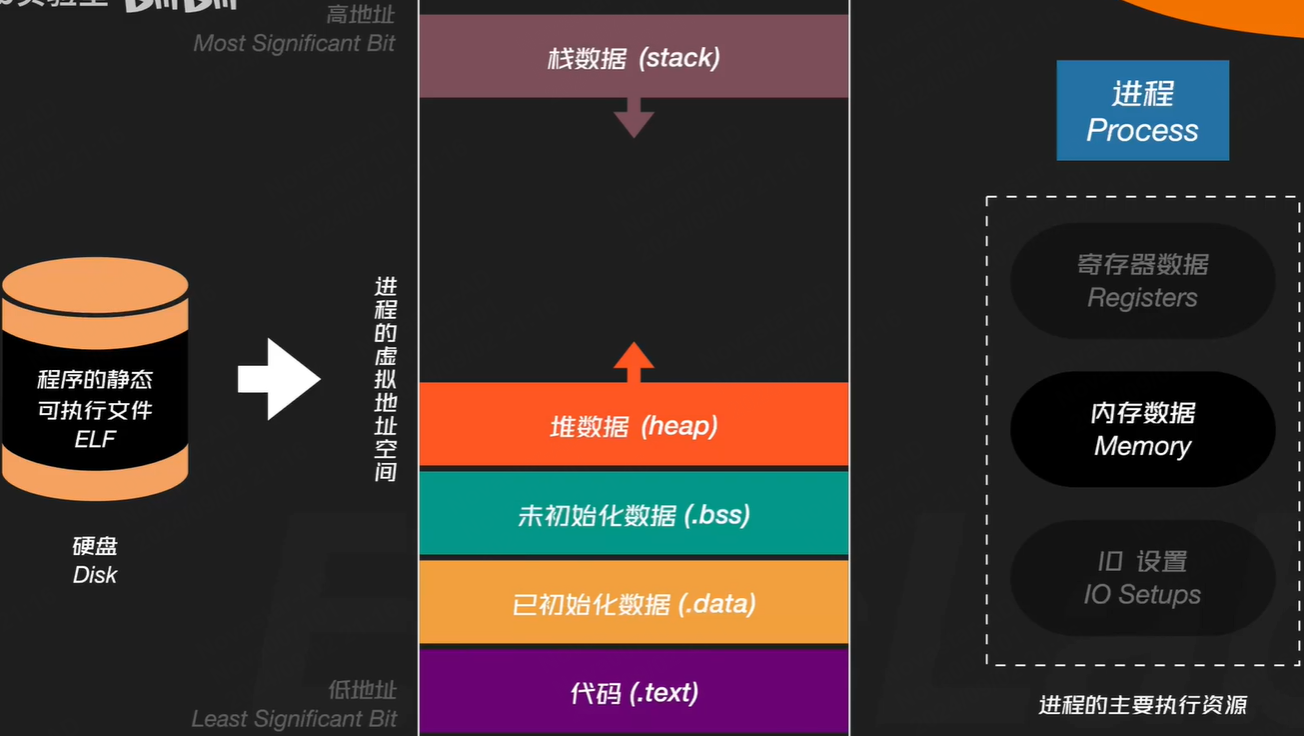 实验室 bilibili
高地址
Most Significant Bit
栈数据 (stack)
进程
Process
寄存器数据
Registers
程序的静态
可执行文件
ELF
进程的虚拟地址空间
堆数据 (heap)
内存数据
Memory
未初始化数据 (.bss)
硬盘
Disk
IO 设置
IO Setups
已初始化数据 (.data)
低地址
Least Significant Bit
代码 (.text)
进程的主要执行资源